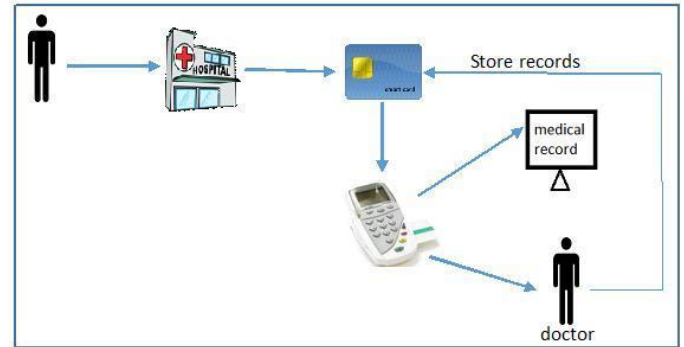 HOSPITAL
smart card
Store records
medical
record
doctor